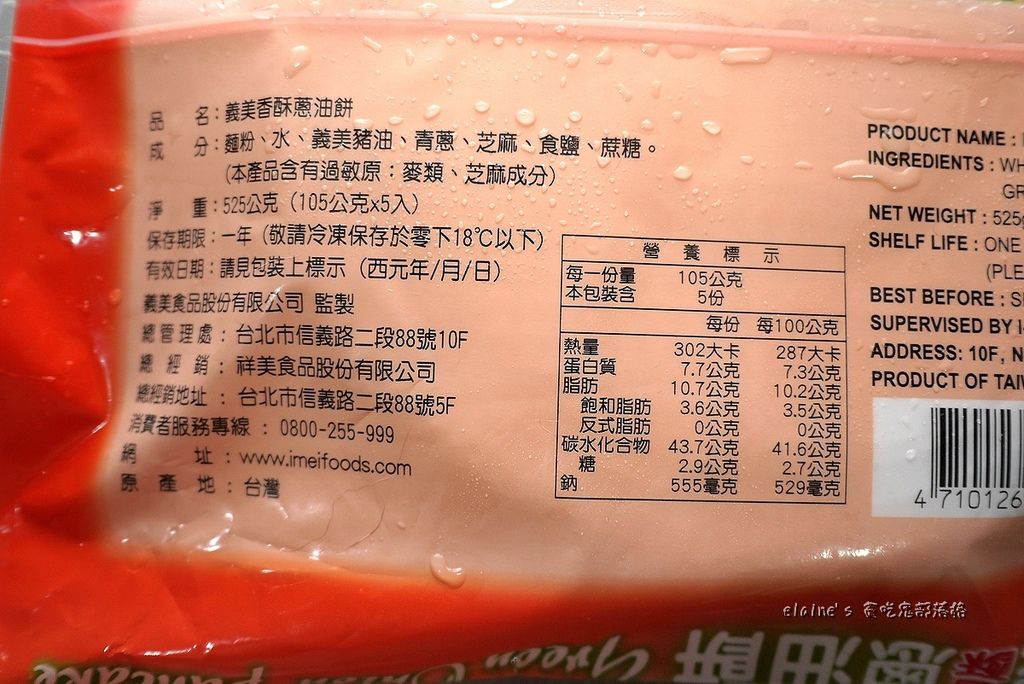 品 名：義美香酥蔥油餅
成 分：麵粉、水、義美豬油、青蔥、芝麻、食鹽、蔗糖。
(本產品含有過敏原：麥類、芝麻成分)
淨 重：525公克（105公克x5入）
保存期限：一年（敬請冷凍保存於零下18℃以下）
有效日期：請見包裝上標示（西元年/月/日）
義美食品股份有限公司 監製
總管理處：台北市信義路二段88號10F
總經銷：祥美食品股份有限公司
總經銷地址：台北市信義路二段88號5F
消費者服務專線：0800-255-999
網 址：www.imeifoods.com
原產地：台灣
營養標示
每一份量 105公克
本包裝含 5份
每份 每100公克
熱量 302大卡 287大卡
蛋白質 7.7公克 7.3公克
脂肪 10.7公克 10.2公克
飽和脂肪 3.6公克 3.5公克
反式脂肪 0公克 0公克
碳水化合物 43.7公克 41.6公克
糖 2.9公克 2.7公克
鈉 555毫克 529毫克
PRODUCT NAME :
INGREDIENTS : WH
GR
NET WEIGHT : 525
SHELF LIFE : ONE
(PLE
BEST BEFORE : S
SUPERVISED BY I
ADDRESS: 10F, N
PRODUCT OF TAI
4 710126
elaine's 貪吃鬼部落格
酥蔥油餅
Green Onion Pancake